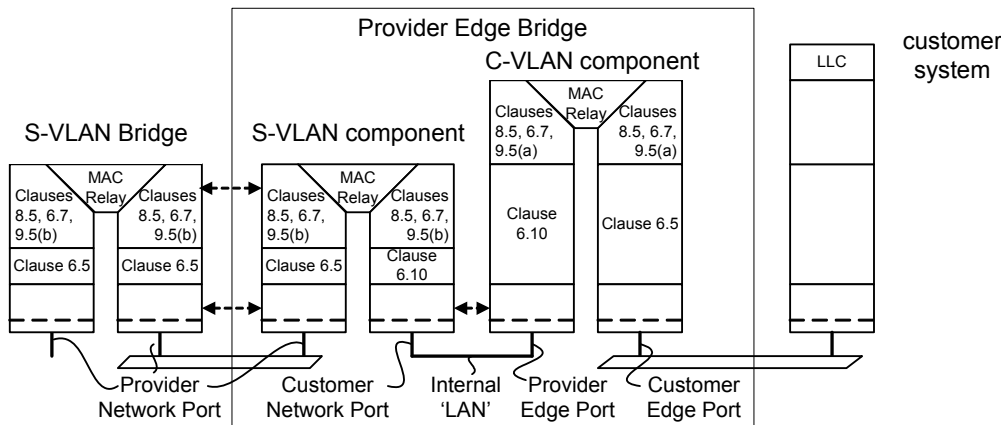 Provider Edge Bridge
customer
system
C-VLAN component
LLC
S-VLAN Bridge
S-VLAN component
MAC
Relay
Clauses
8.5, 6.7,
9.5(a)
Clauses
8.5, 6.7,
9.5(a)
MAC
Relay
Clauses
8.5, 6.7,
9.5(b)
Clauses
8.5, 6.7,
9.5(b)
MAC
Relay
Clauses
8.5, 6.7,
9.5(b)
Clauses
8.5, 6.7,
9.5(b)
Clause
6.10
Clause 6.5
Clause 6.5
Clause 6.5
Clause 6.5
Clause
6.10
Provider
Network Port
Customer
Network Port
Internal
‘LAN’
Provider
Edge Port
Customer
Edge Port